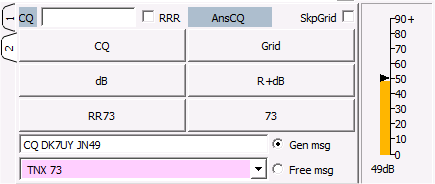 1 CQ RRR AnsCQ SkpGrid
2 CQ Grid
dB R+dB
RR73 73
CQ DK7UY JN49 Gen msg
TNX 73 Free msg
90+
80
70
60
50
40
30
20
10
0
49dB